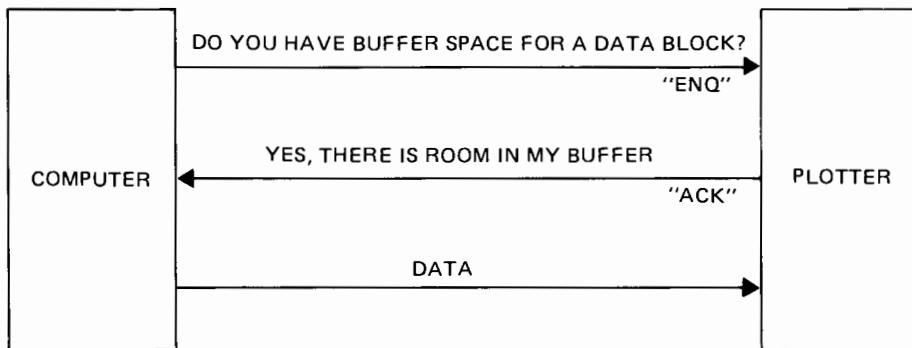 DO YOU HAVE BUFFER SPACE FOR A DATA BLOCK?
"ENQ"
YES, THERE IS ROOM IN MY BUFFER
COMPUTER
PLOTTER
"ACK"
DATA